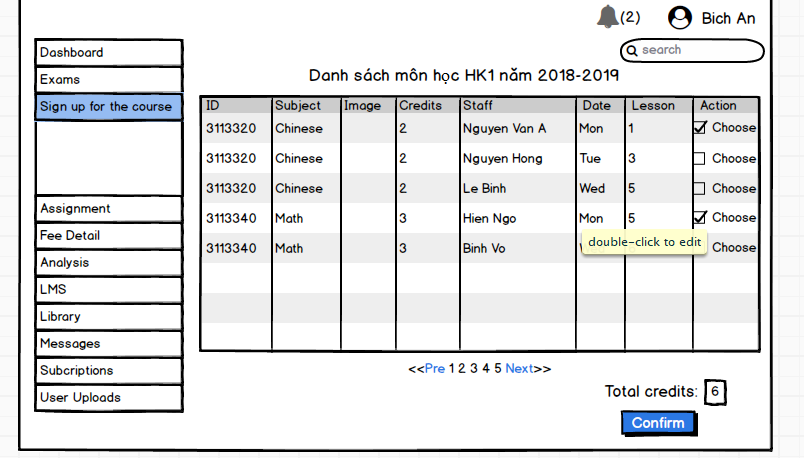 (2) Bich An
search
Dashboard
Exams
Sign up for the course
Assignment
Fee Detail
Analysis
LMS
Library
Messages
Subcriptions
User Uploads
Danh sách môn học HK1 năm 2018-2019
ID Subject Image Credits Staff Date Lesson Action
3113320 Chinese 2 Nguyen Van A Mon 1 Choose
3113320 Chinese 2 Nguyen Hong Tue 3 Choose
3113320 Chinese 2 Le Binh Wed 5 Choose
3113340 Math 3 Hien Ngo Mon 5 Choose
3113340 Math 3 Binh Vo Choose
double-click to edit
<<Pre 1 2 3 4 5 Next>>
Total credits: 6
Confirm